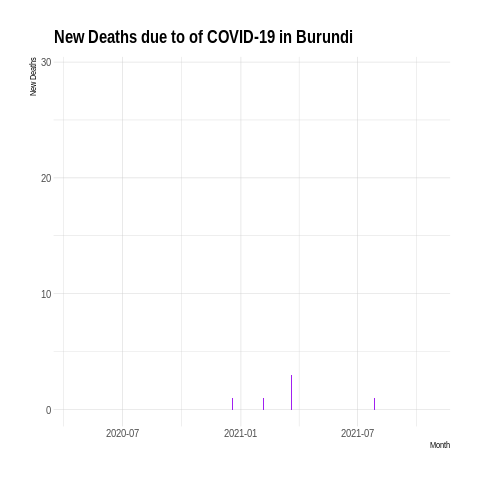 New Deaths due to of COVID-19 in Burundi
New Deaths
30
20
10
0
2020-07
2021-01
2021-07
Month